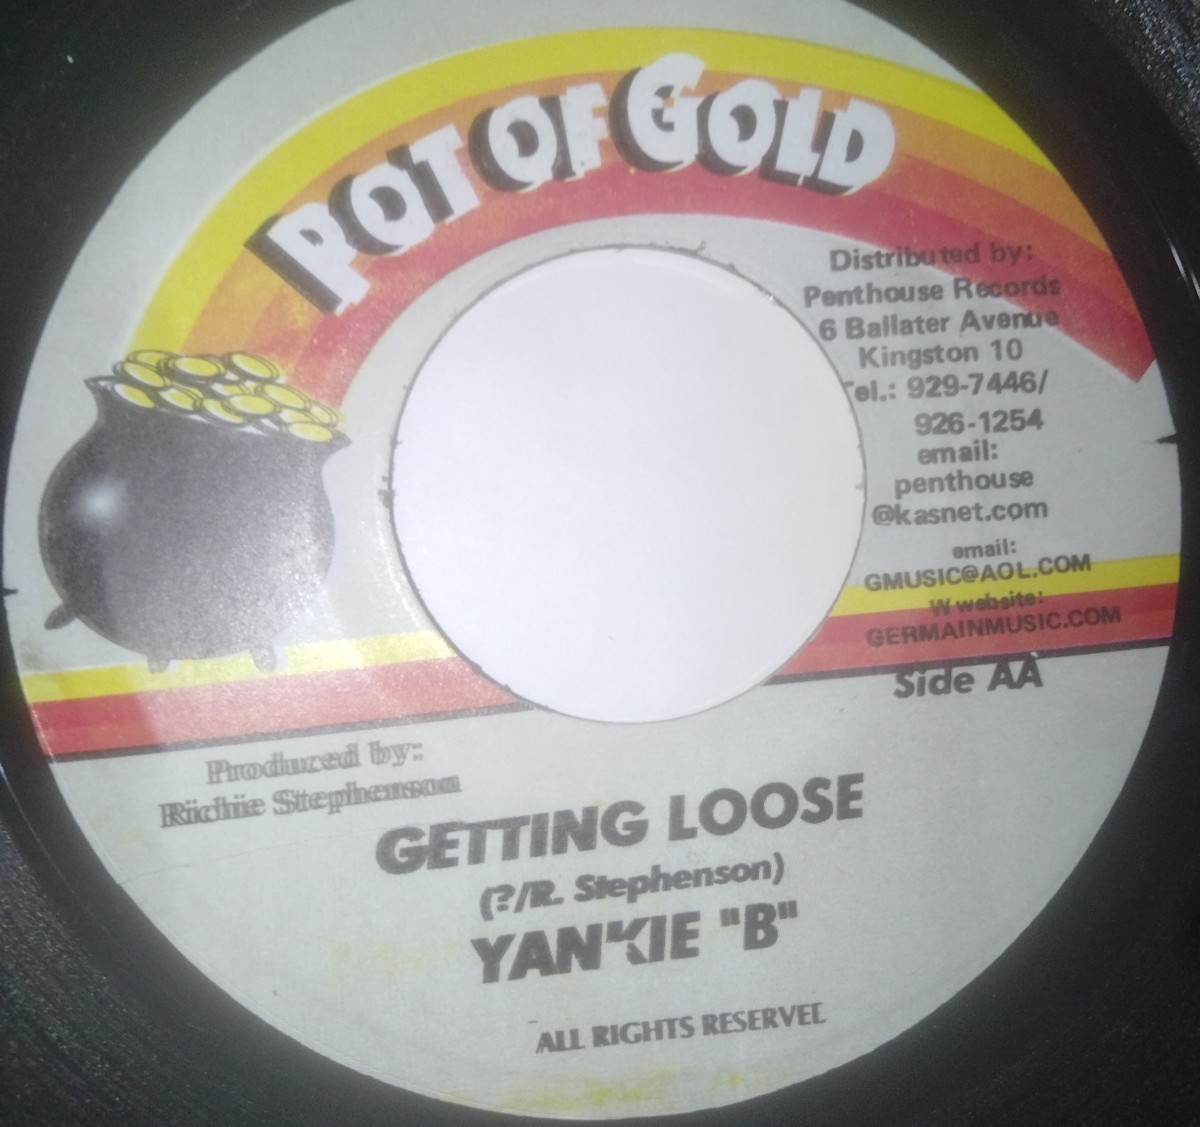 POT OF GOLD
Distributed by:
Penthouse Records
6 Ballater Avenue
Kingston 10
Tel.: 929-7446/
926-1254
email:
penthouse
@kasnet.com
email:
GMUSIC@AOL.COM
W website:
GERMAINMUSIC.COM
Side AA
Produced by:
Richie Stephenson
GETTING LOOSE
(?/R. Stephenson)
YANKIE "B"
ALL RIGHTS RESERVED